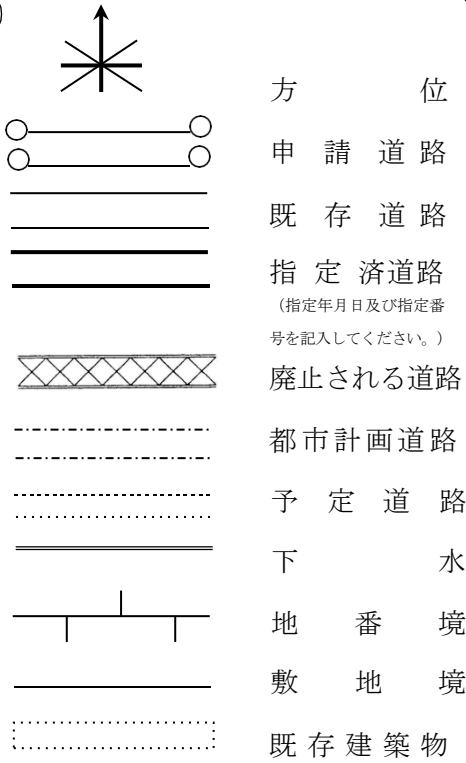 )
方位
申請道路
既存道路
指定済道路
（指定年月日及び指定番
号を記入してください。）
廃止される道路
都市計画道路
予定道路
下水
地番境
敷地境
既存建築物